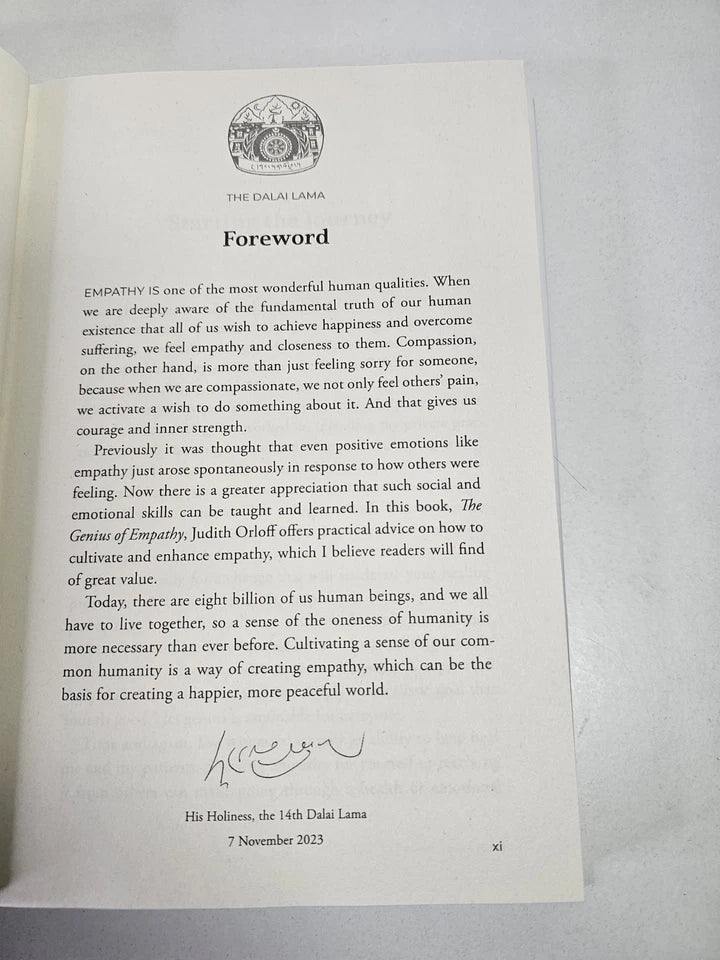 THE DALAI LAMA
Foreword
EMPATHY IS one of the most wonderful human qualities. When
we are deeply aware of the fundamental truth of our human
existence that all of us wish to achieve happiness and overcome
suffering, we feel empathy and closeness to them. Compassion,
on the other hand, is more than just feeling sorry for someone,
because when we are compassionate, we not only feel others’ pain,
we activate a wish to do something about it. And that gives us
courage and inner strength.
Previously it was thought that even positive emotions like
empathy just arose spontaneously in response to how others were
feeling. Now there is a greater appreciation that such social and
emotional skills can be taught and learned. In this book, The
Genius of Empathy, Judith Orloff offers practical advice on how to
cultivate and enhance empathy, which I believe readers will find
of great value.
Today, there are eight billion of us human beings, and we all
have to live together, so a sense of the oneness of humanity is
more necessary than ever before. Cultivating a sense of our com-
mon humanity is a way of creating empathy, which can be the
basis for creating a happier, more peaceful world.
His Holiness, the 14th Dalai Lama
7 November 2023
xi